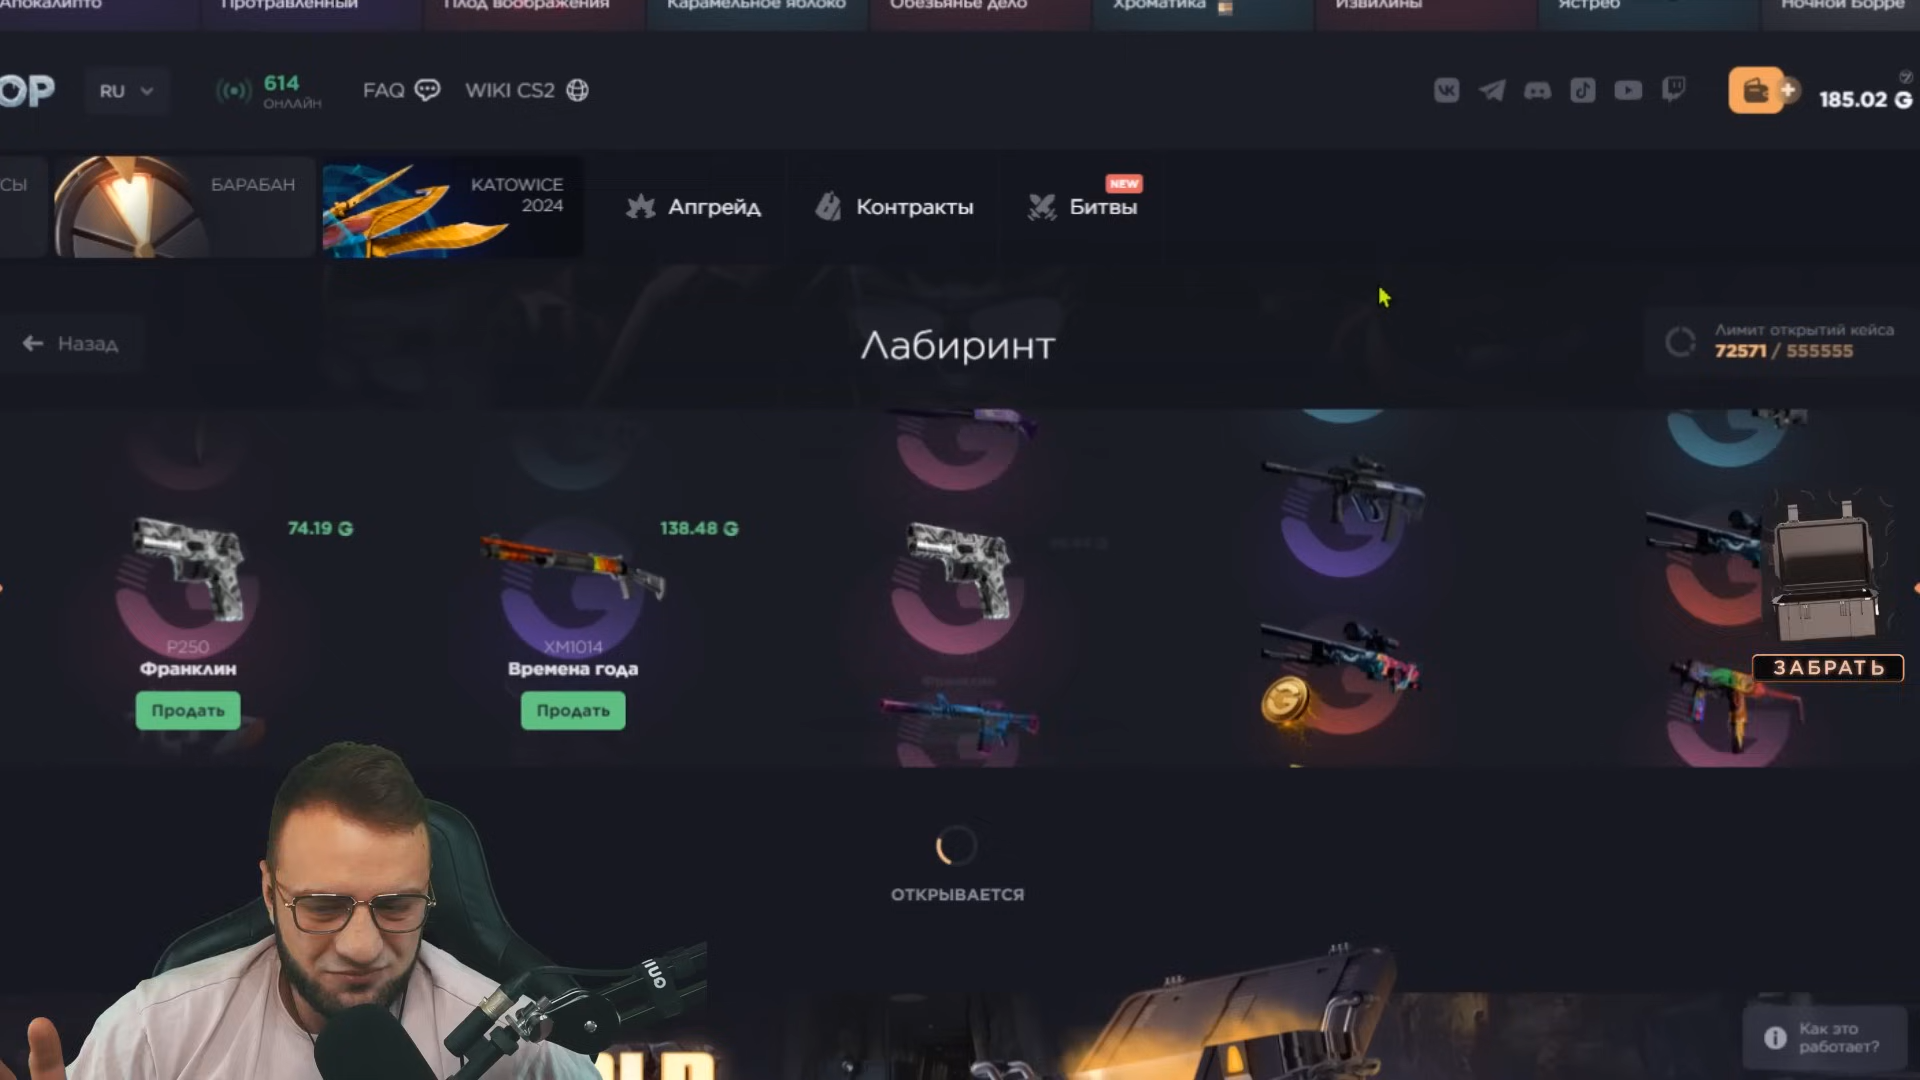 Апокалипто
Протравленный
Плод воображения
Карамельное яблоко
Обезьянье дело
Хроматика
Извилины
Ястреб
Ночной Борре
OP
RU
614
ОНЛАЙН
FAQ
WIKI CS2
185.02 G
СЫ
БАРАБАН
KATOWICE
2024
Апгрейд
Контракты
NEW
Битвы
Назад
Лабиринт
Лимит открытий кейса
72571 / 555555
74.19 G
138.48 G
P250
Франклин
Продать
XM1014
Времена года
Продать
ЗАБРАТЬ
ОТКРЫВАЕТСЯ
Как это
работает?